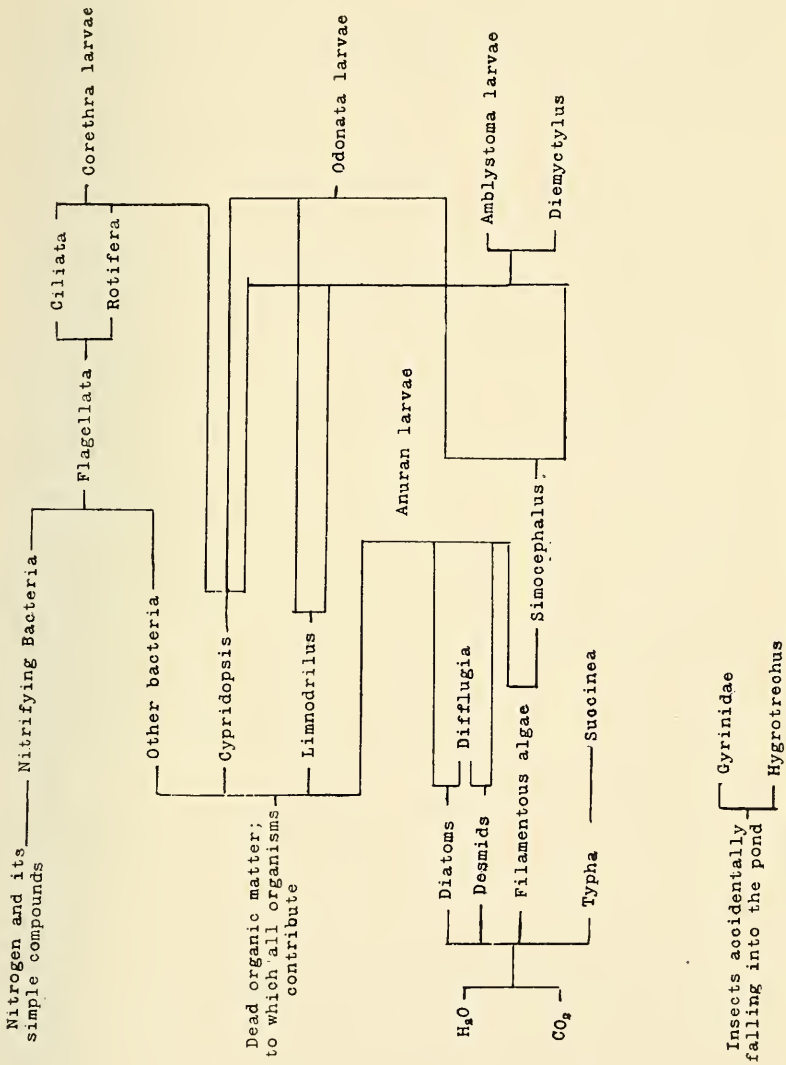 Nitrogen and its
simple compounds
Nitrifying Bacteria
Flagellata
Ciliata
Rotifera
Corethra larvae
Other bacteria
Dead organic matter;
to which all organisms
contribute
Cypridopsis
Limnodrilus
Odonata larvae
Anuran larvae
Amblystoma larvae
Diemyctylus
H₂O
CO₂
Diatoms
Desmids
Difflugia
Filamentous algae
Simocephalus
Typha
Succinea
Insects accidentally
falling into the pond
Gyrinidae
Hygrotrechus